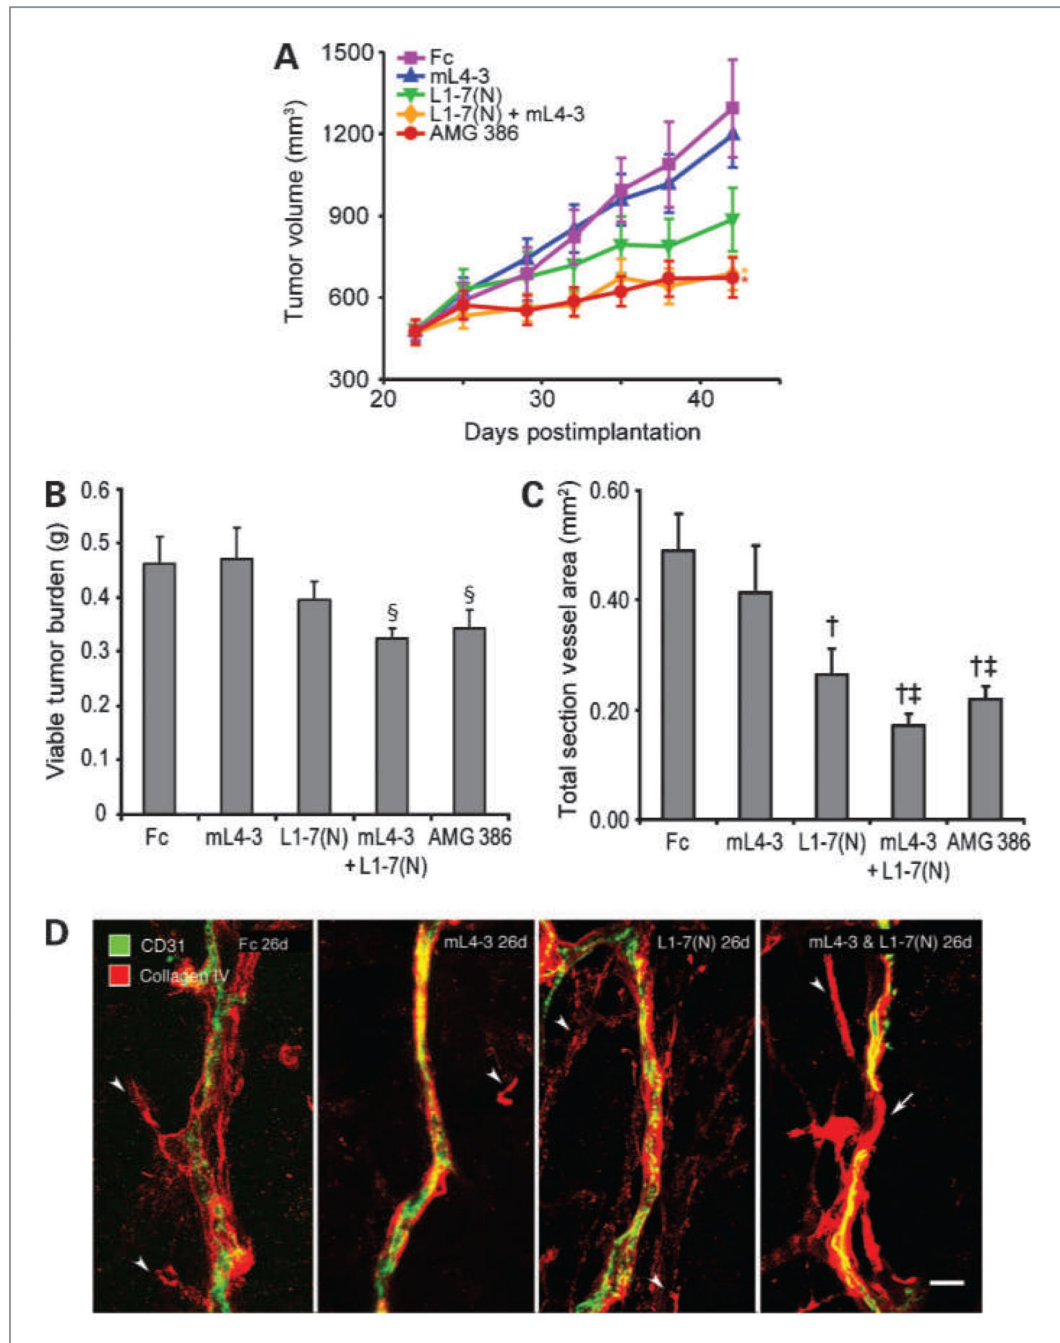 A
1500
1200
900
600
300
Tumor volume (mm³)
Fc
mL4-3
L1-7(N)
L1-7(N) + mL4-3
AMG 386
*
*
20 30 40
Days postimplantation
B
0.6
0.5
0.4
0.3
0.2
0.1
0
Viable tumor burden (g)
§ §
Fc mL4-3 L1-7(N) mL4-3 AMG 386
+ L1-7(N)
C
0.60
0.40
0.20
0.00
Total section vessel area (mm²)
† †‡ †‡
Fc mL4-3 L1-7(N) mL4-3 AMG 386
+ L1-7(N)
D
CD31
Collagen IV
Fc 26d
mL4-3 26d
L1-7(N) 26d
mL4-3 & L1-7(N) 26d